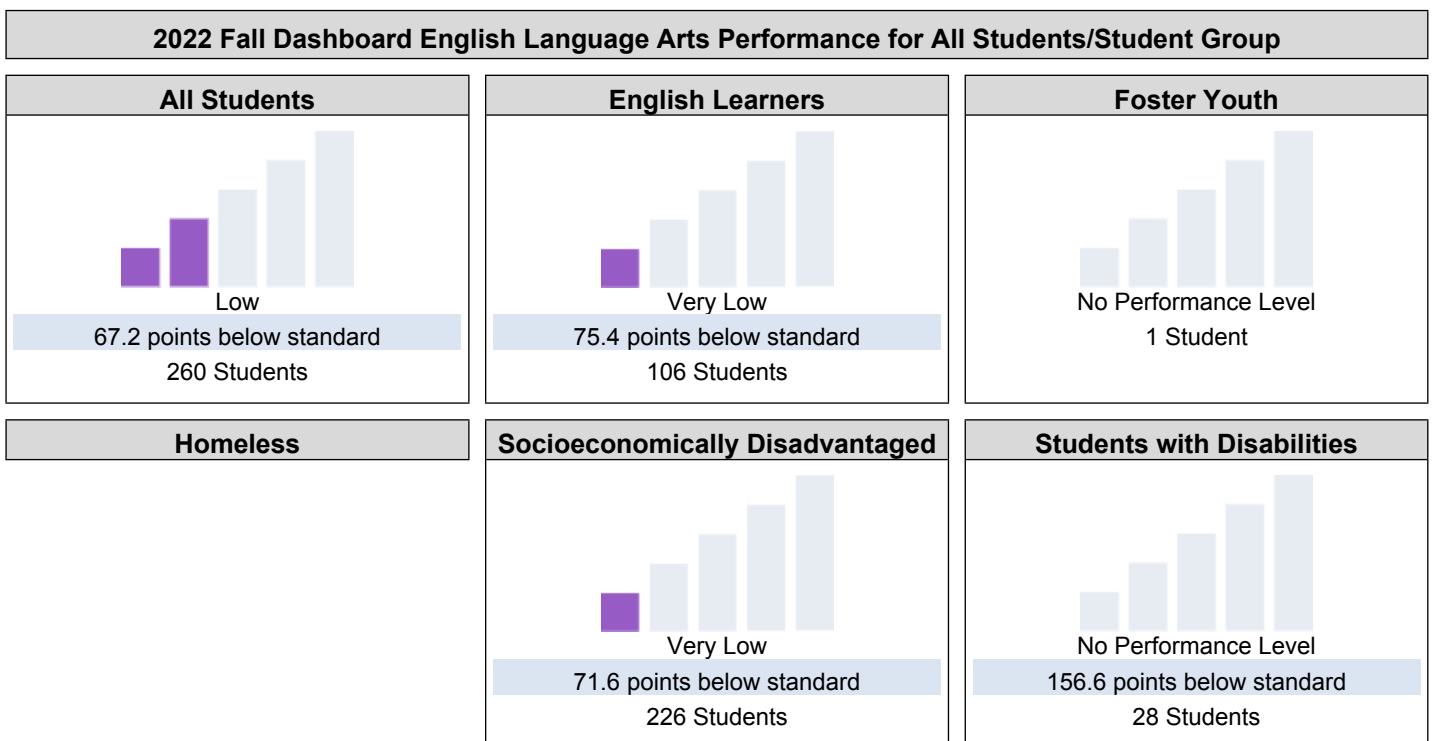 2022 Fall Dashboard English Language Arts Performance for All Students/Student Group
All Students
Low
67.2 points below standard
260 Students
English Learners
Very Low
75.4 points below standard
106 Students
Foster Youth
No Performance Level
1 Student
Homeless
Socioeconomically Disadvantaged
Very Low
71.6 points below standard
226 Students
Students with Disabilities
No Performance Level
156.6 points below standard
28 Students